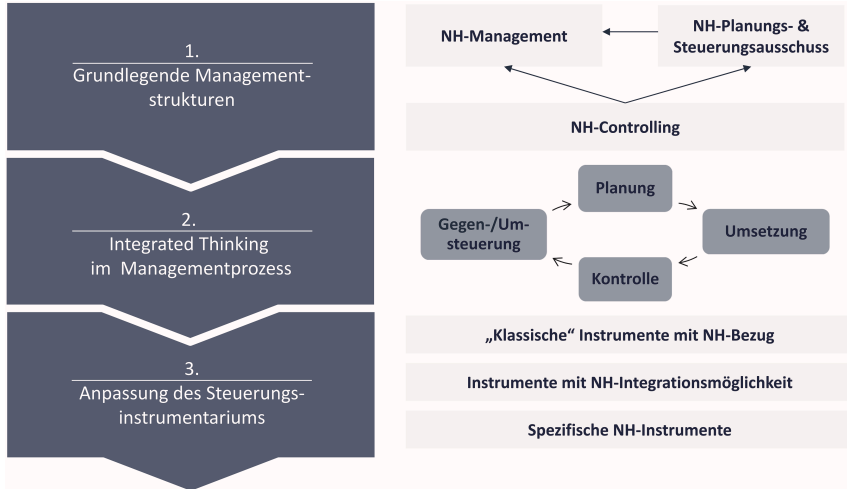 1.
Grundlegende Management-
strukturen
NH-Management
NH-Planungs- &
Steuerungsausschuss
NH-Controlling
2.
Integrated Thinking
im Managementprozess
Planung
Gegen-/Um-
steuerung
Umsetzung
Kontrolle
3.
Anpassung des Steuerungs-
instrumentariums
„Klassische“ Instrumente mit NH-Bezug
Instrumente mit NH-Integrationsmöglichkeit
Spezifische NH-Instrumente